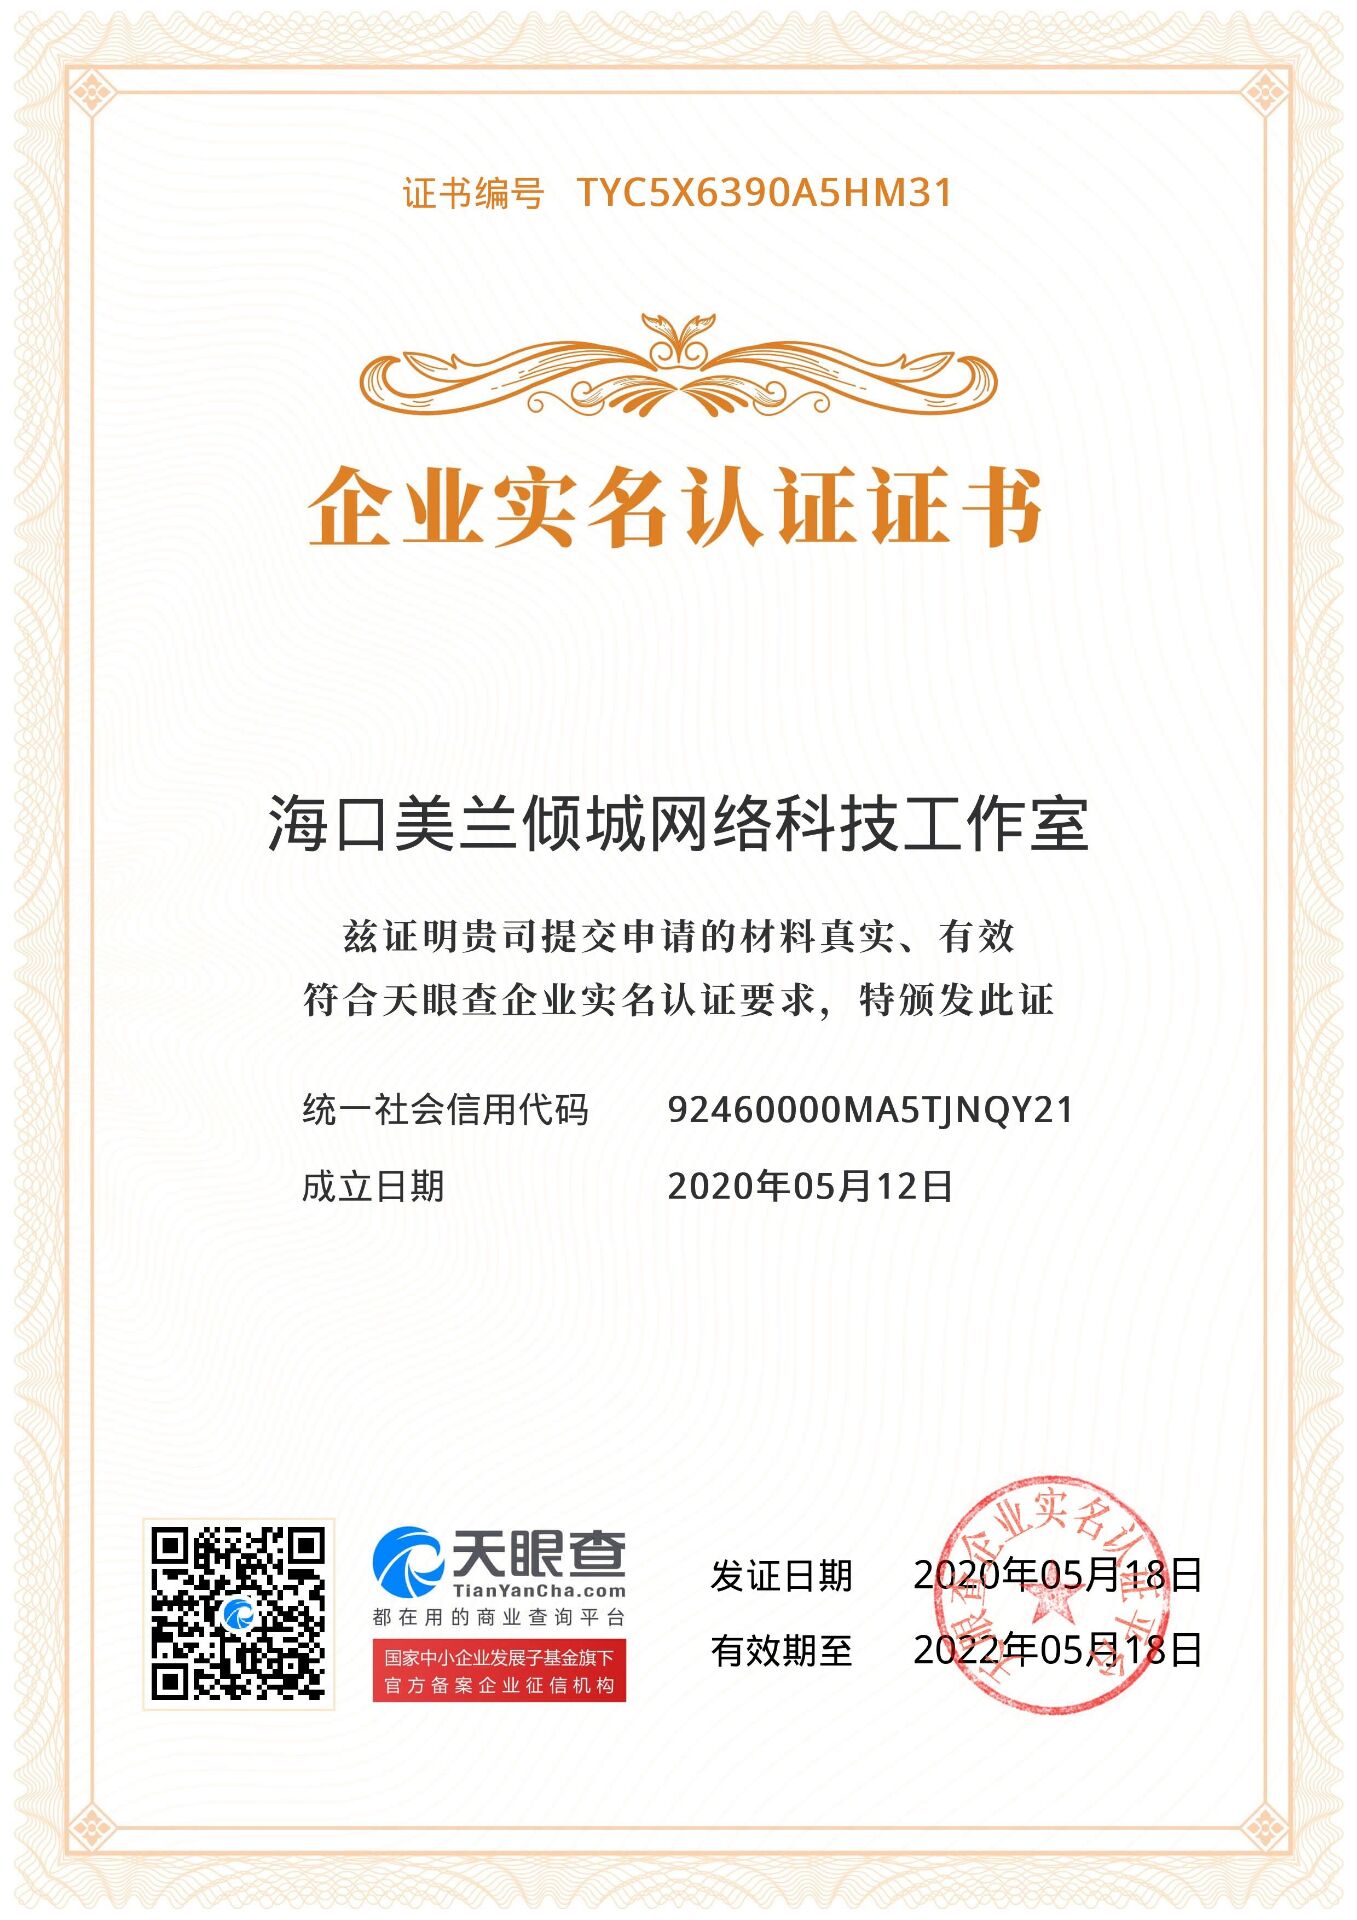 证书编号 TYC5X6390A5HM31
企业实名认证证书
海口美兰倾城网络科技工作室
兹证明贵司提交申请的材料真实、有效
符合天眼查企业实名认证要求，特颁发此证
统一社会信用代码 92460000MA5TJNQY21
成立日期 2020年05月12日
天眼查
TianYanCha.com
都在用的商业查询平台
国家中小企业发展子基金旗下
官方备案企业征信机构
发证日期 2020年05月18日
有效期至 2022年05月18日
天眼查企业实名认证平台